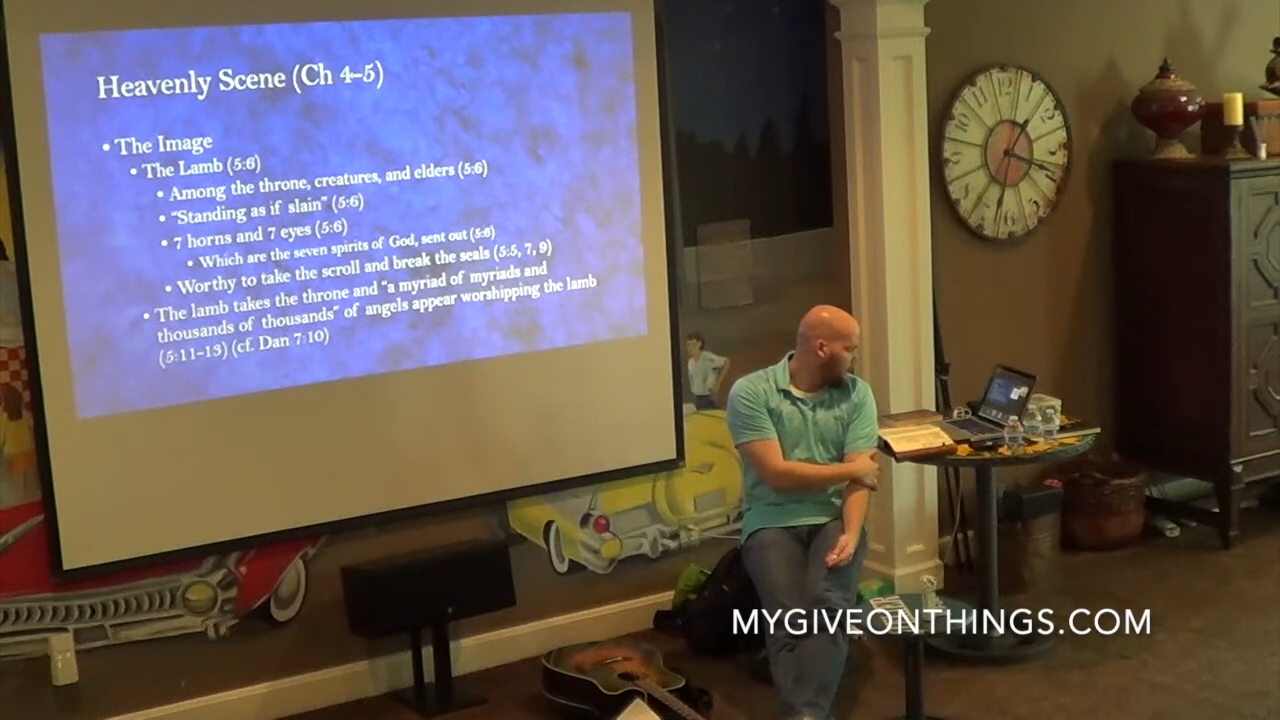 Heavenly Scene (Ch 4–5)
• The Image
• The Lamb (5:6)
• Among the throne, creatures, and elders (5:6)
• "Standing as if slain" (5:6)
• 7 horns and 7 eyes (5:6)
• Which are the seven spirits of God, sent out (5:6)
• Worthy to take the scroll and break the seals (5:5, 7, 9)
• The lamb takes the throne and "a myriad of myriads and
thousands of thousands" of angels appear worshipping the lamb
(5:11–13) (cf. Dan 7:10)
12
1
10
6
MYGIVEONTHINGS.COM